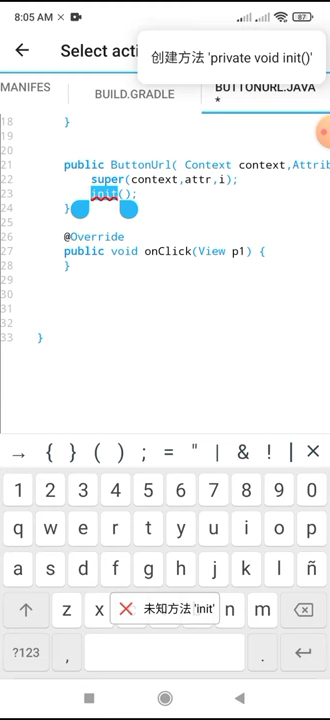 8:05 AM
87
Select acti
创建方法 'private void init()'
MANIFES
BUILD.GRADLE
BUTTONURL.JAVA
*
18 }
19
20
21 public ButtonUrl( Context context,Attrib
22 super(context,attr,i);
23 init();
24 }
25
26 @Override
27 public void onClick(View p1) {
28 }
29
30
31
32
33 }
→ { } ( ) ; = " | & ! | ✕
1 2 3 4 5 6 7 8 9 0
q w e r t y u i o p
a s d f g h j k l ñ
z x n m
未知方法 'init'
?123 , .